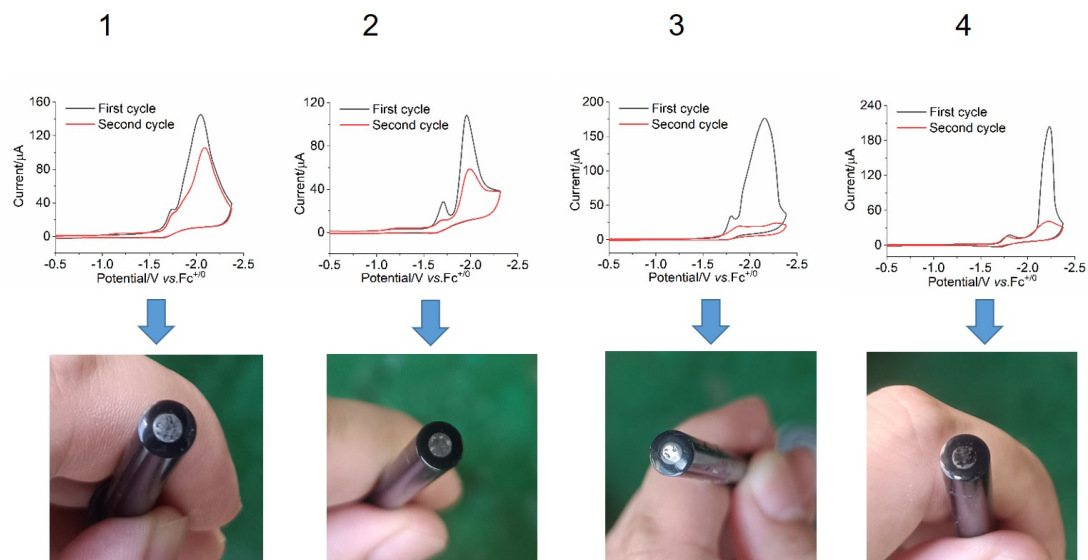 1
2
3
4
160
120
80
40
0
First cycle
Second cycle
Current/μA
-0.5 -1.0 -1.5 -2.0 -2.5
Potential/V vs.Fc+/0
120
80
40
0
First cycle
Second cycle
Current/μA
-0.5 -1.0 -1.5 -2.0 -2.5
Potential/V vs.Fc+/0
200
150
100
50
0
First cycle
Second cycle
Current/μA
-0.5 -1.0 -1.5 -2.0 -2.5
Potential/V vs.Fc+/0
240
180
120
60
0
First cycle
Second cycle
Current/μA
-0.5 -1.0 -1.5 -2.0 -2.5
Potential/V vs.Fc+/0